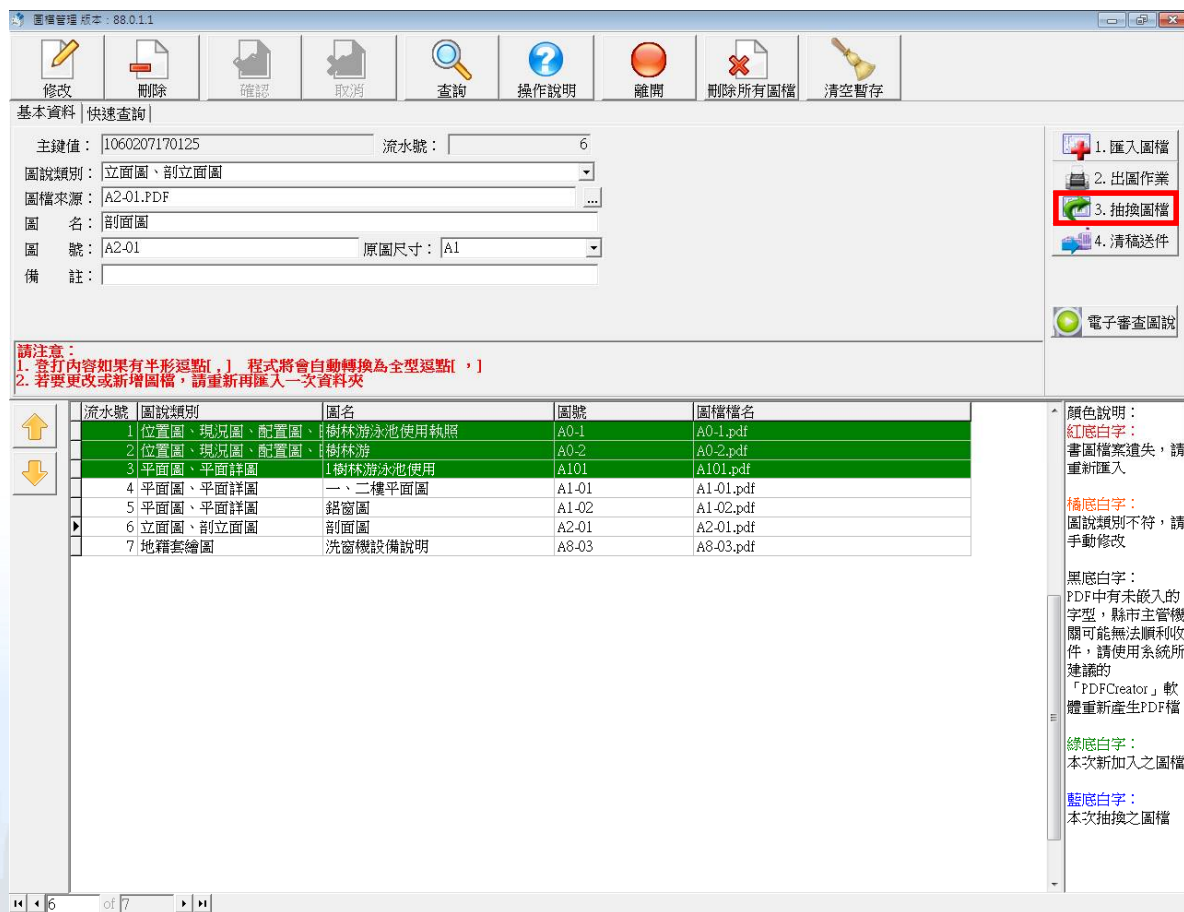 圖檔管理 版本：88.0.1.1
修改 刪除 確認 取消 查詢 操作說明 離開 刪除所有圖檔 清空暫存
基本資料 快速查詢
主鍵值： 1060207170125 流水號： 6
圖說類別： 立面圖、剖立面圖
圖檔來源： A2-01.PDF ...
圖 名： 剖面圖
圖 號： A2-01 原圖尺寸： A1
備 註：
1. 匯入圖檔
2. 出圖作業
3. 抽換圖檔
4. 清稿送件
電子審查圖說
請注意：
1. 登打內容如果有半形逗點[ , ] 程式將會自動轉換為全型逗點[ ，]
2. 若要更改或新增圖檔，請重新再匯入一次資料夾
流水號 圖說類別 圖名 圖號 圖檔檔名
1 位置圖、現況圖、配置圖、 樹林游泳池使用執照 A0-1 A0-1.pdf
2 位置圖、現況圖、配置圖、 樹林游 A0-2 A0-2.pdf
3 平面圖、平面詳圖 1樹林游泳池使用 A101 A101.pdf
4 平面圖、平面詳圖 一、二樓平面圖 A1-01 A1-01.pdf
5 平面圖、平面詳圖 鋁窗圖 A1-02 A1-02.pdf
6 立面圖、剖立面圖 剖面圖 A2-01 A2-01.pdf
7 地籍套繪圖 洗窗機設備說明 A8-03 A8-03.pdf
顏色說明：
紅底白字：
書圖檔案遺失，請
重新匯入
橘底白字：
圖說類別不符，請
手動修改
黑底白字：
PDF中有未嵌入的
字型，縣市主管機
關可能無法順利收
件，請使用系統所
建議的
「PDFCreator」軟
體重新產生PDF檔
綠底白字：
本次新加入之圖檔
藍底白字：
本次抽換之圖檔
6 of 7